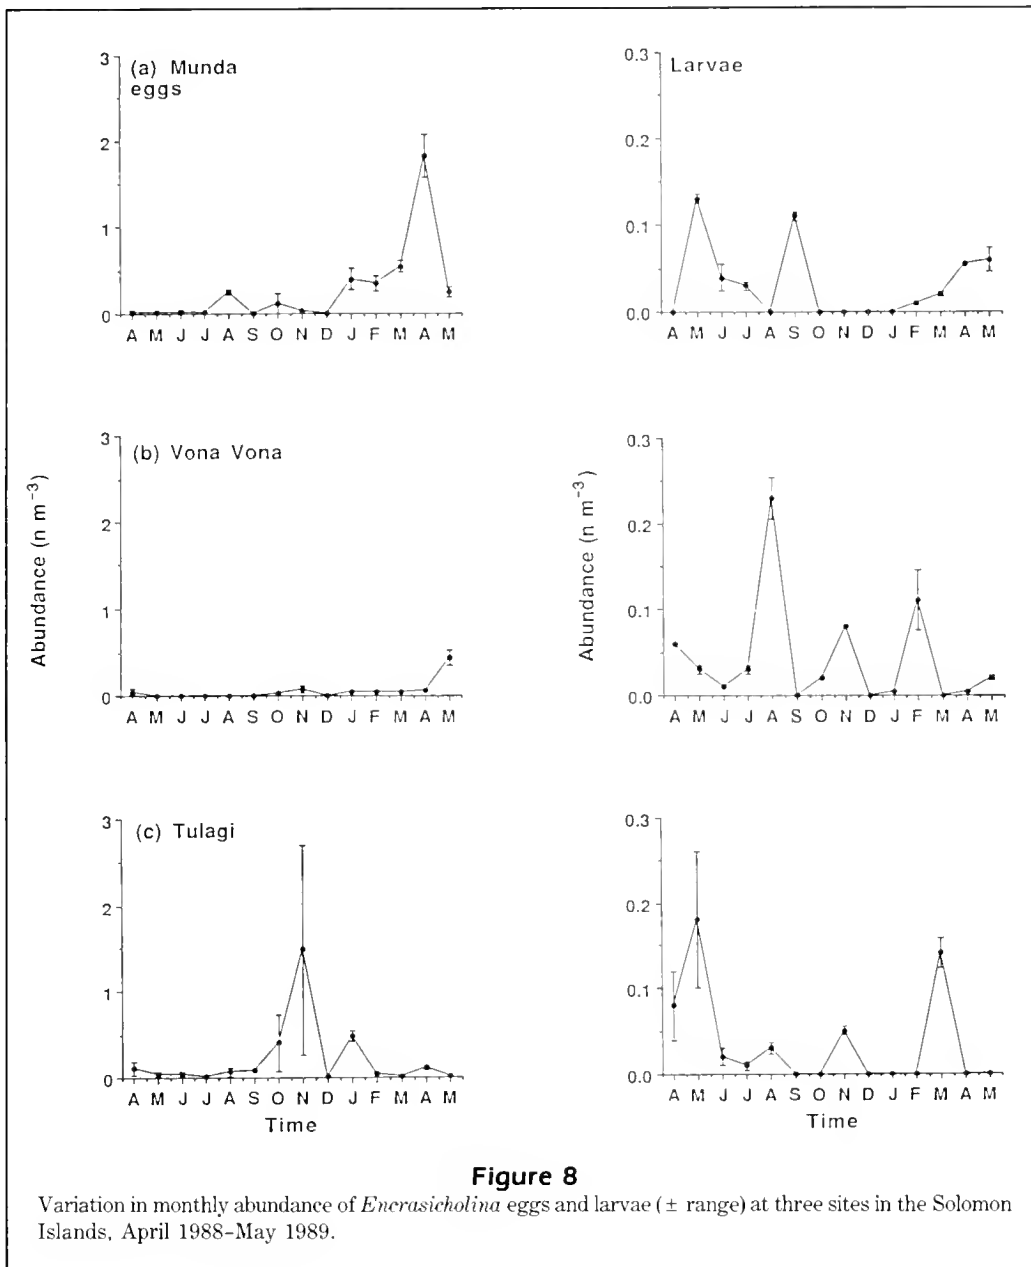 (a) Munda
eggs
3
2
1
0
A M J J A S O N D J F M A M
Larvae
0.3
0.2
0.1
0.0
A M J J A S O N D J F M A M
(b) Vona Vona
Abundance (n m⁻³)
3
2
1
0
A M J J A S O N D J F M A M
Abundance (n m⁻³)
0.3
0.2
0.1
0.0
A M J J A S O N D J F M A M
(c) Tulagi
3
2
1
0
A M J J A S O N D J F M A M
Time
0.3
0.2
0.1
0.0
A M J J A S O N D J F M A M
Time
Figure 8
Variation in monthly abundance of Encrasicholina eggs and larvae (± range) at three sites in the Solomon
Islands, April 1988–May 1989.